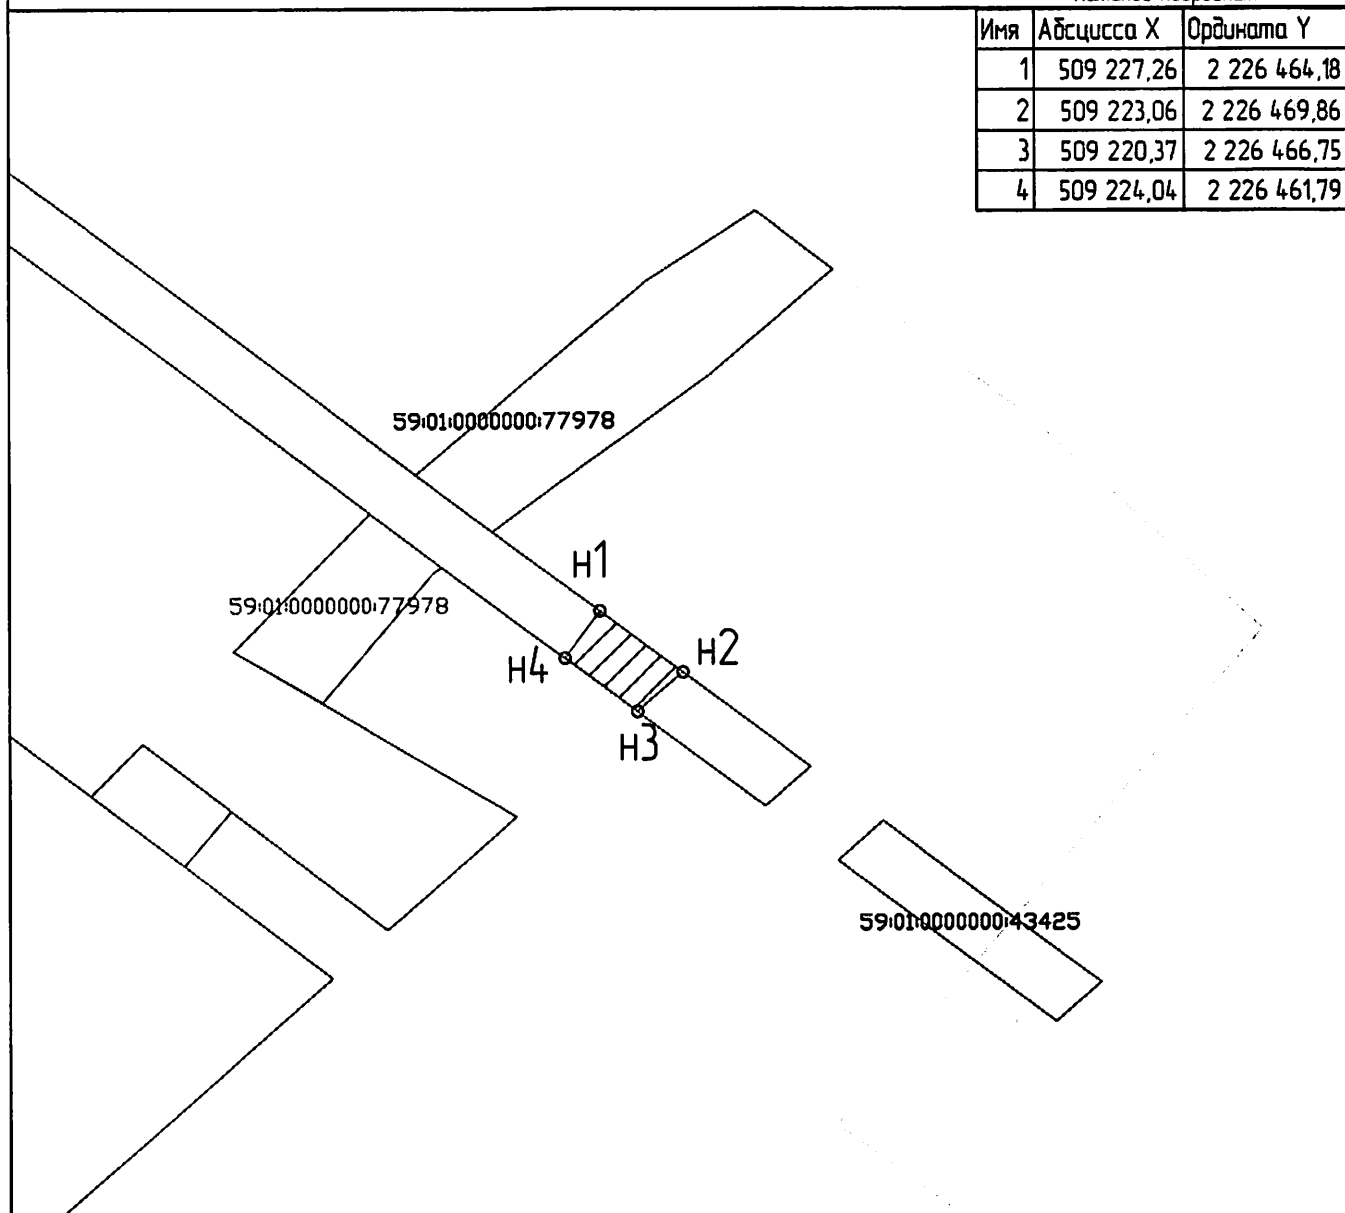 Имя Абсцисса X Ордината Y
1 509 227,26 2 226 464,18
2 509 223,06 2 226 469,86
3 509 220,37 2 226 466,75
4 509 224,04 2 226 461,79
59:01:0000000:77978
н1
59:01:0000000:77978
н2
н4
н3
59:01:0000000:43425